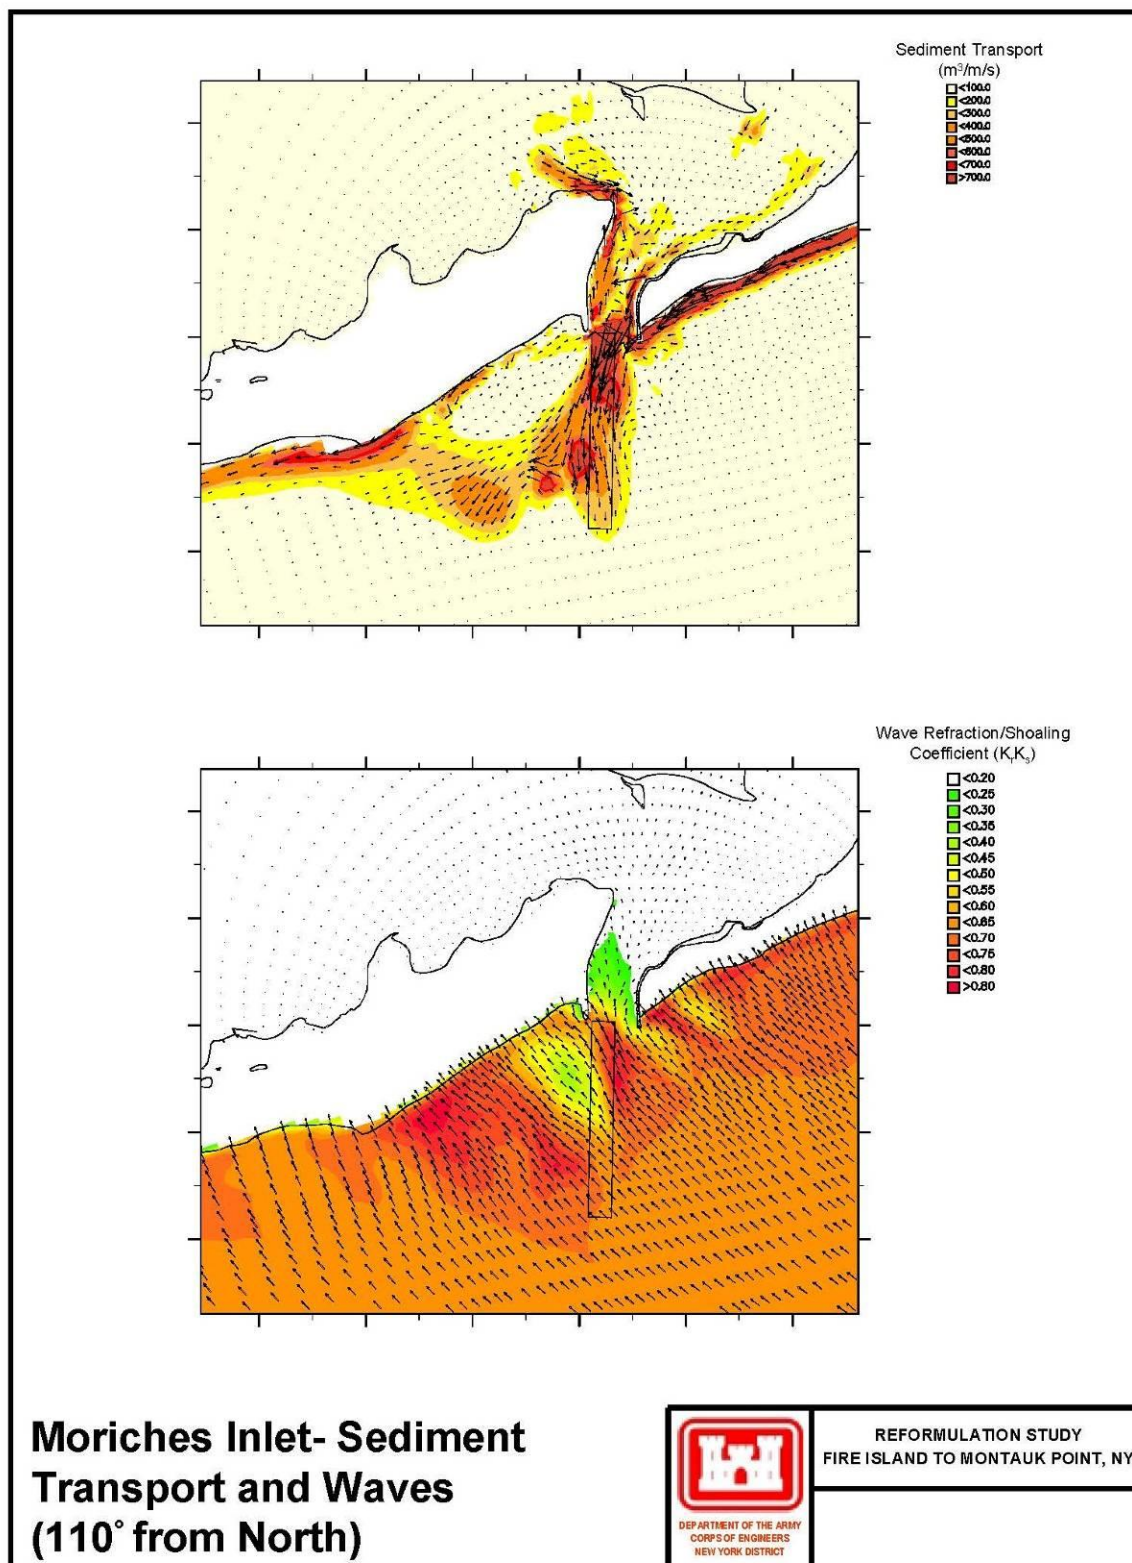 Sediment Transport
(m³/m/s)
<100.0
<200.0
<300.0
<400.0
<500.0
<600.0
<700.0
>700.0
Wave Refraction/Shoaling
Coefficient (KrKs)
<0.20
<0.25
<0.30
<0.35
<0.40
<0.45
<0.50
<0.55
<0.60
<0.65
<0.70
<0.75
<0.80
>0.80
Moriches Inlet- Sediment
Transport and Waves
(110° from North)
DEPARTMENT OF THE ARMY
CORPS OF ENGINEERS
NEW YORK DISTRICT
REFORMULATION STUDY
FIRE ISLAND TO MONTAUK POINT, NY